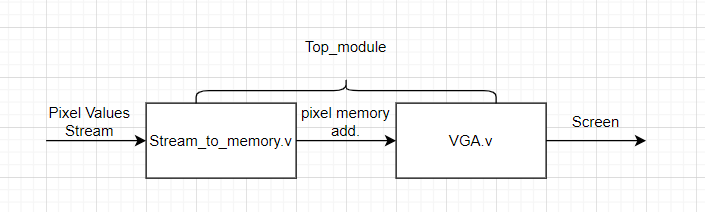 Top_module
Pixel Values
Stream
Stream_to_memory.v
pixel memory
add.
VGA.v
Screen